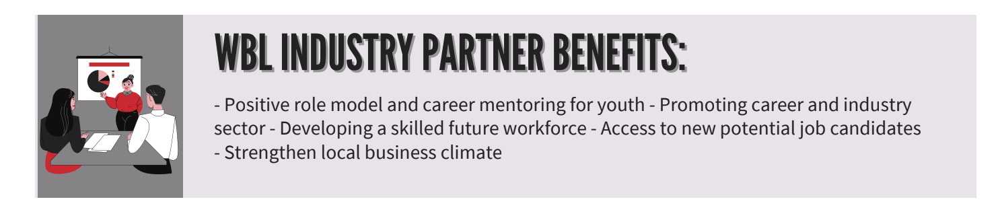 WBL INDUSTRY PARTNER BENEFITS:
- Positive role model and career mentoring for youth - Promoting career and industry
sector - Developing a skilled future workforce - Access to new potential job candidates
- Strengthen local business climate